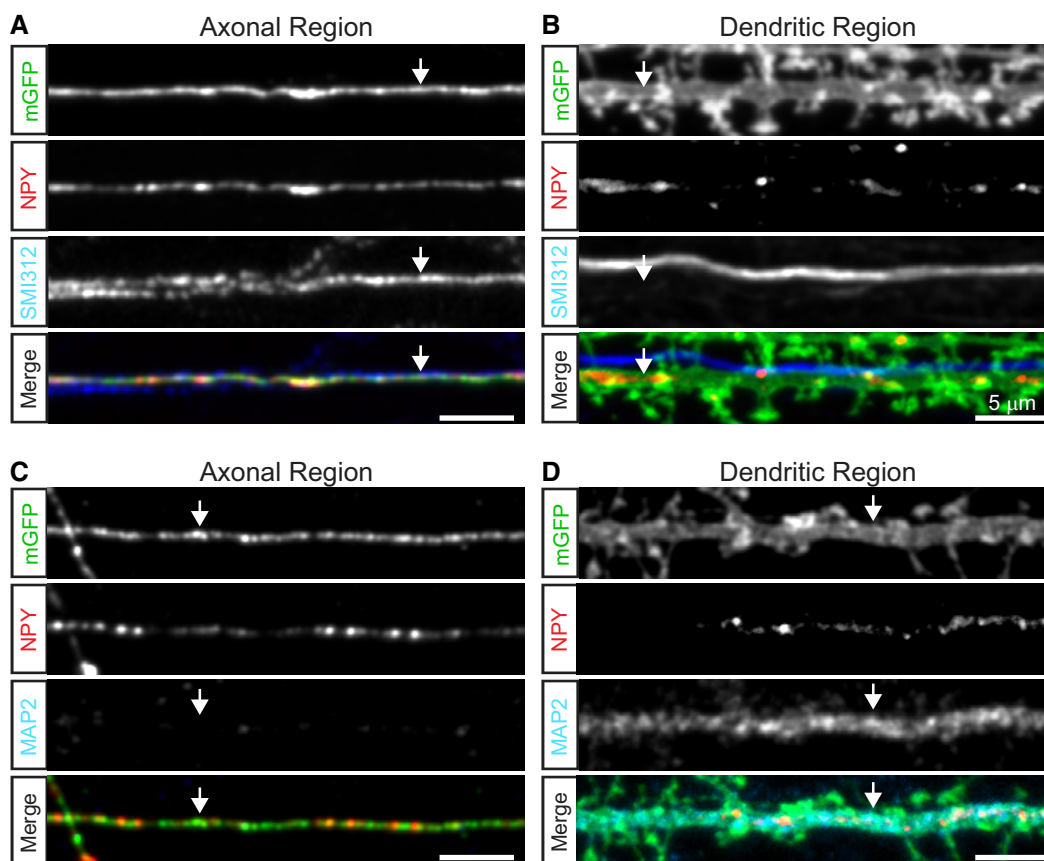 A
Axonal Region
mGFP
NPY
SMI312
Merge
B
Dendritic Region
mGFP
NPY
SMI312
Merge
5 μm
C
Axonal Region
mGFP
NPY
MAP2
Merge
D
Dendritic Region
mGFP
NPY
MAP2
Merge